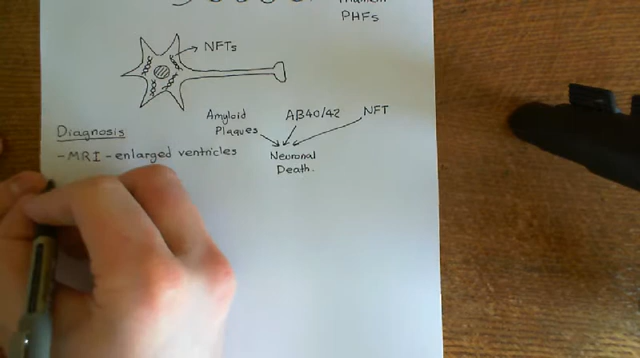 PHFs
NFTs
Amyloid
Plaques
AB40/42
NFT
Diagnosis
Neuronal
Death.
- MRI - enlarged ventricles